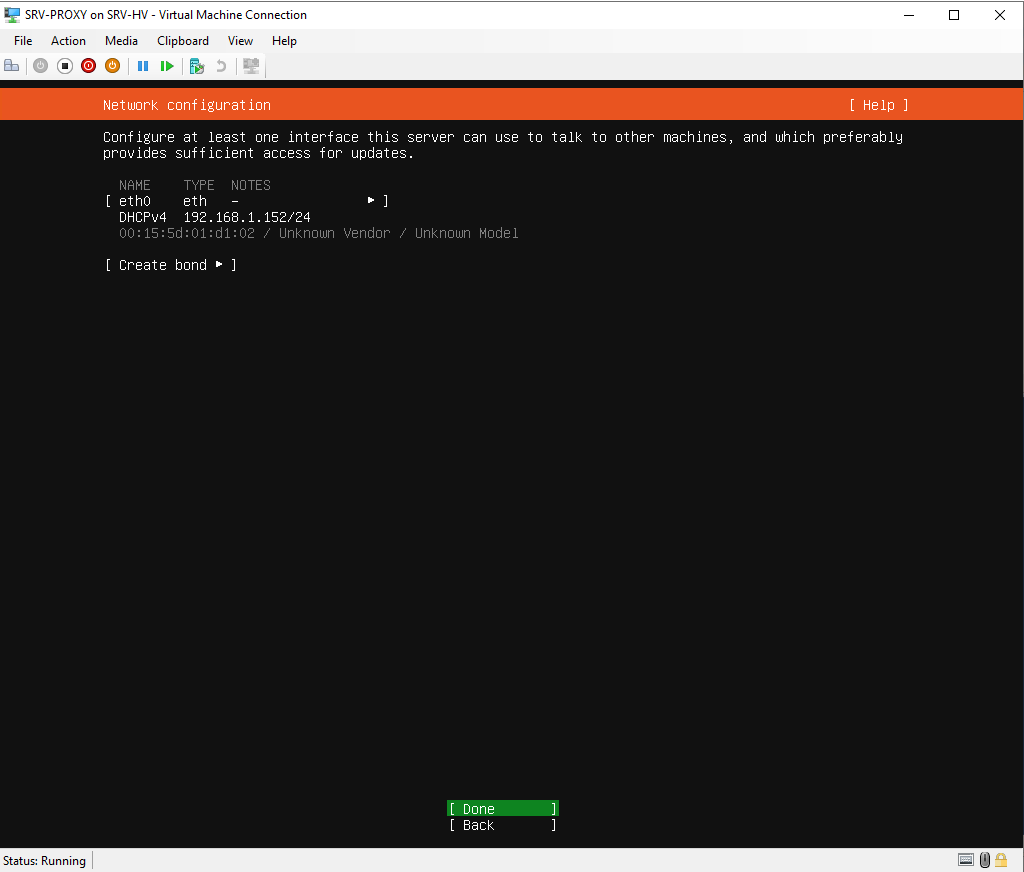 SRV-PROXY on SRV-HV - Virtual Machine Connection
File Action Media Clipboard View Help
Network configuration [ Help ]
Configure at least one interface this server can use to talk to other machines, and which preferably
provides sufficient access for updates.
NAME TYPE NOTES
[ eth0 eth - ▸ ]
DHCPv4 192.168.1.152/24
00:15:5d:01:d1:02 / Unknown Vendor / Unknown Model
[ Create bond ▸ ]
[ Done ]
[ Back ]
Status: Running